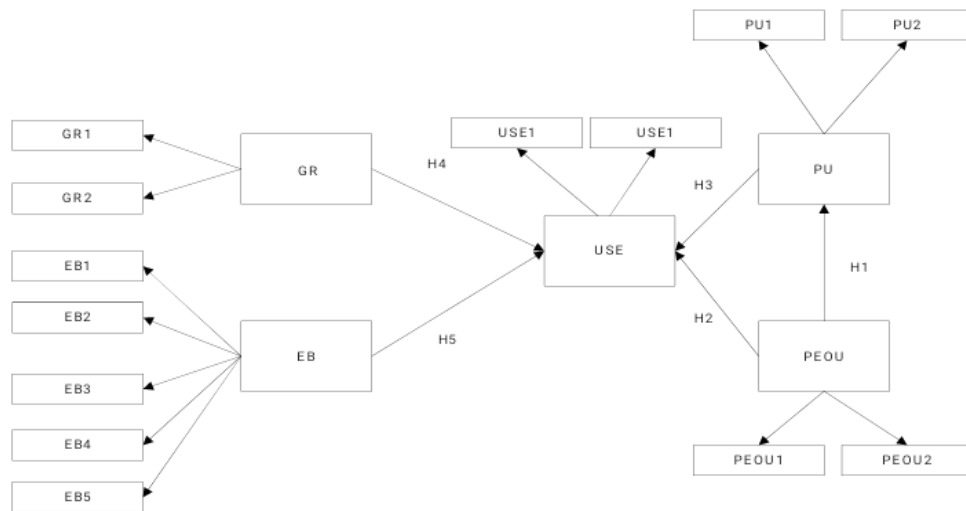 PU1
PU2
GR1
USE1
USE1
GR
H4
PU
H3
GR2
USE
EB1
H1
EB2
H2
EB
H5
PEOU
EB3
EB4
PEOU1
PEOU2
EB5